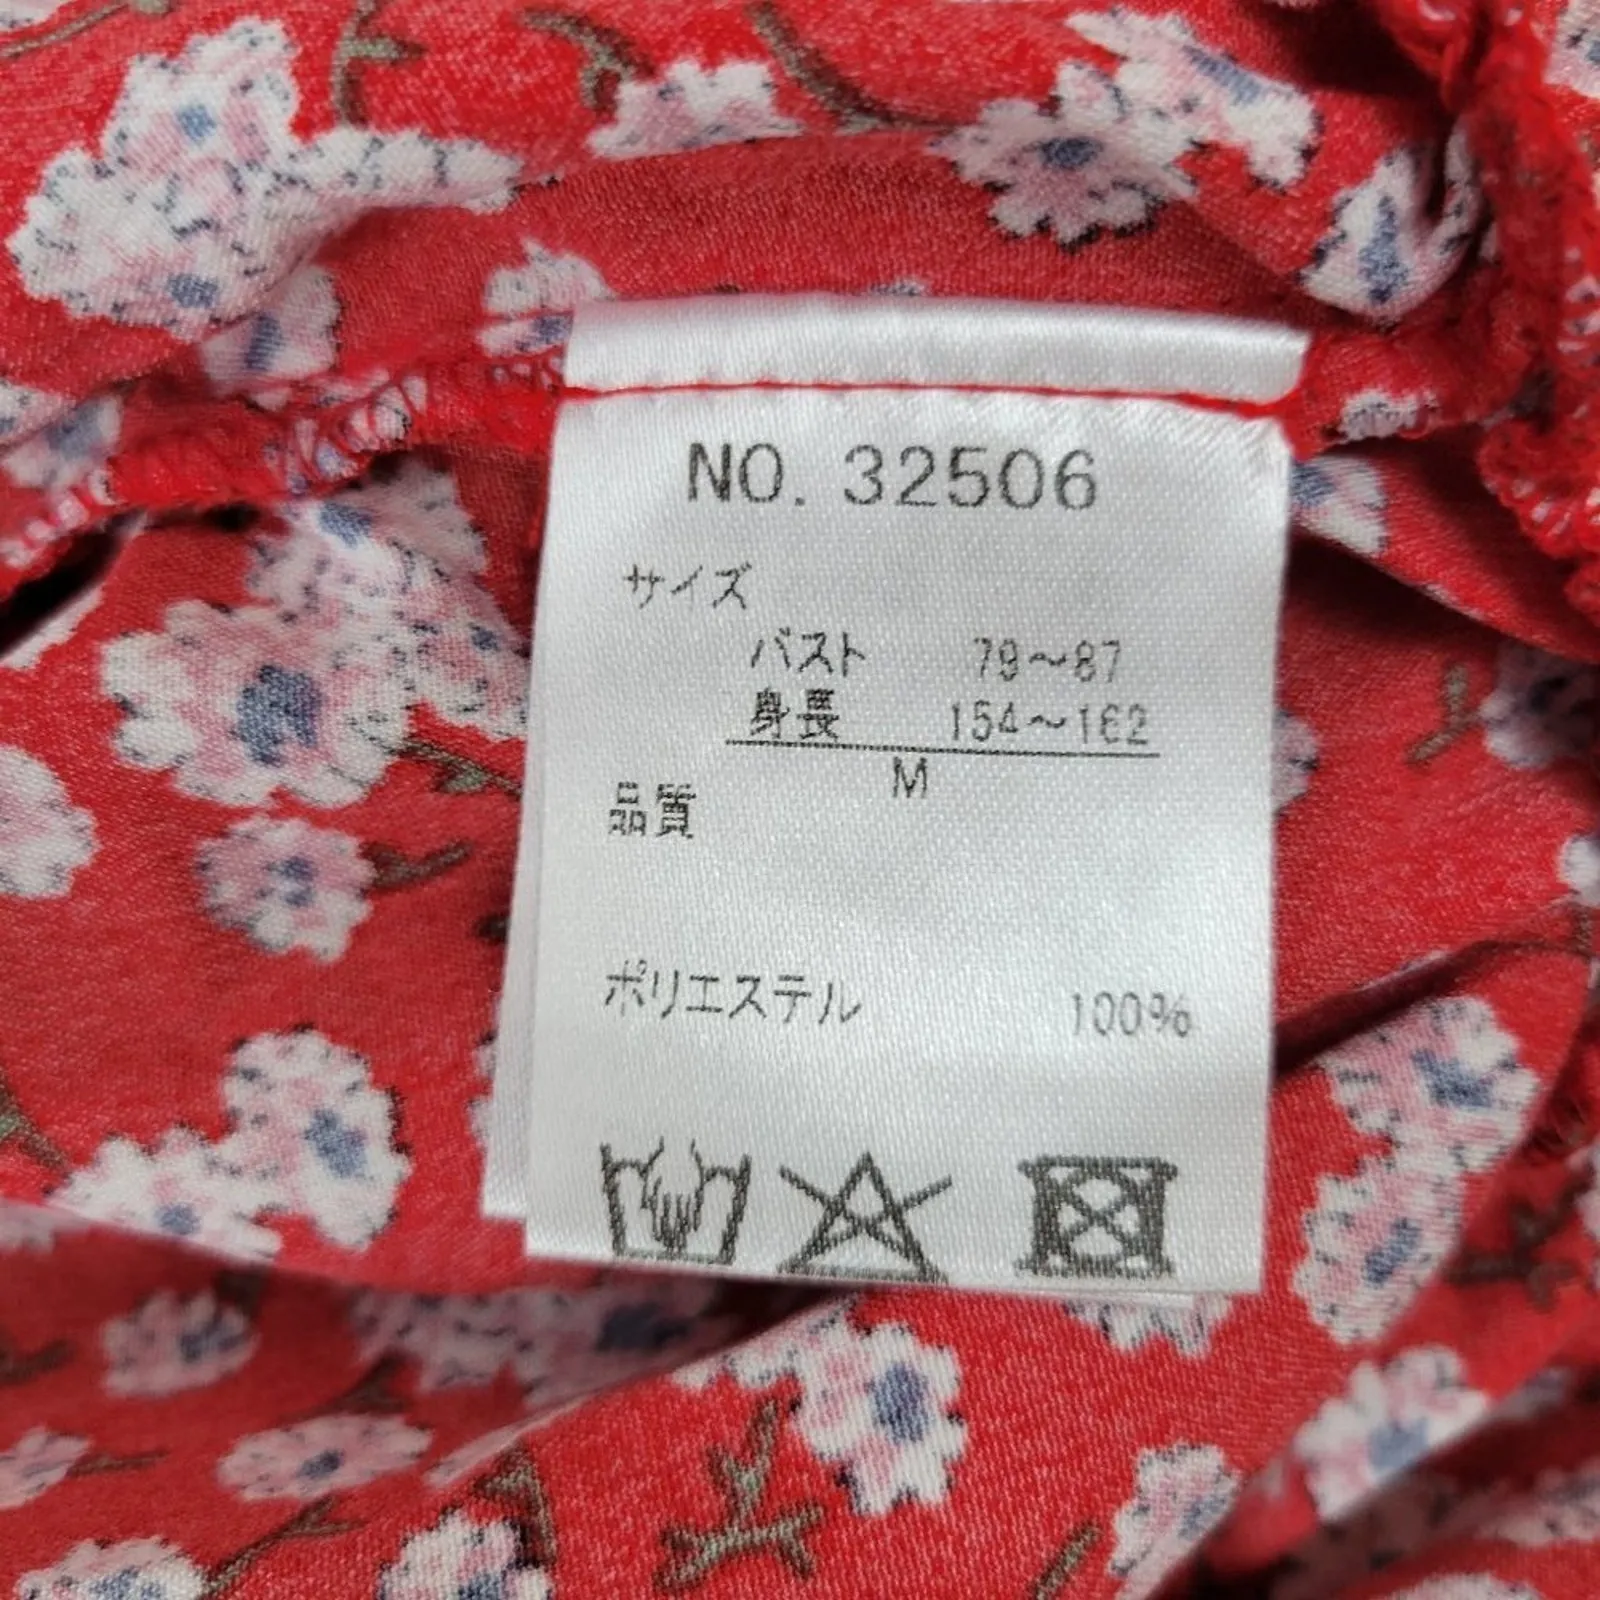 NO. 32506
サイズ
バスト 79～87
身長 154～162
M
品質
ポリエステル 100%